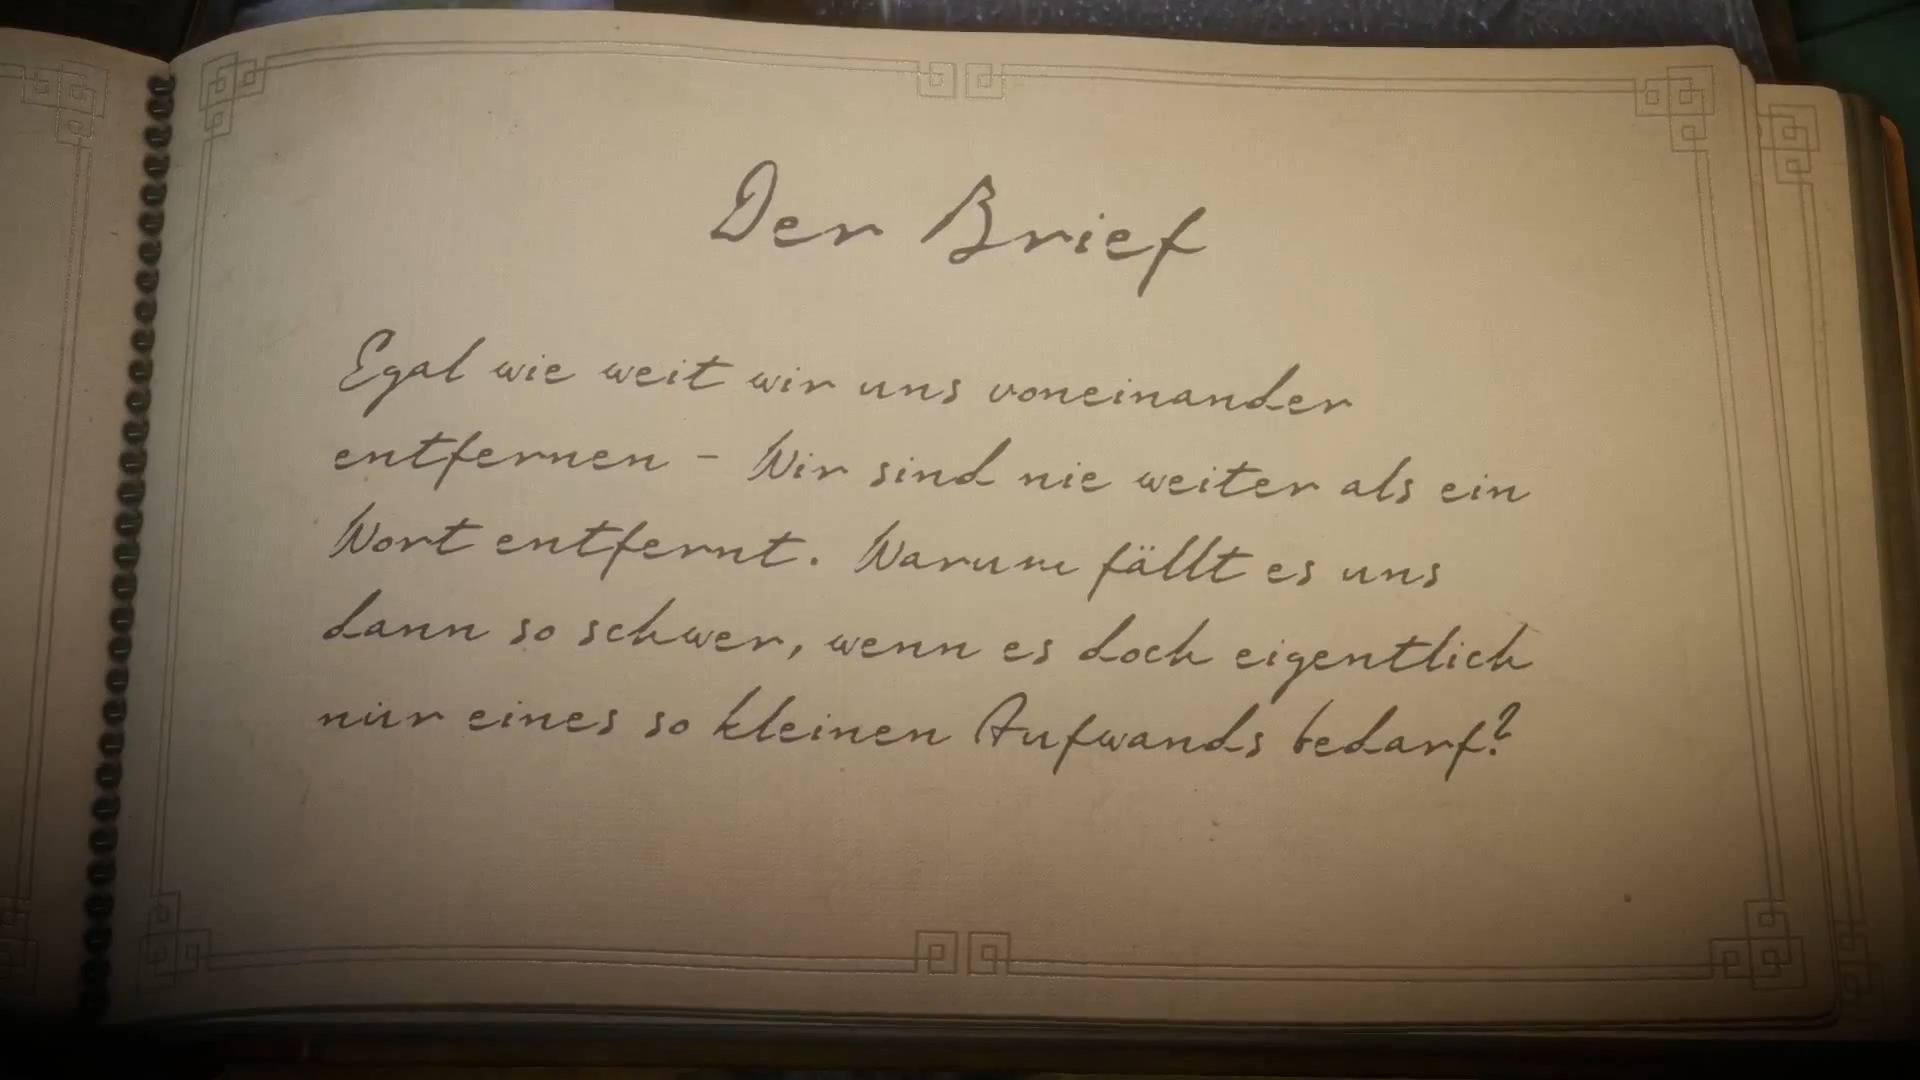 Der Brief
Egal wie weit wir uns voneinander
entfernen - Wir sind nie weiter als ein
Wort entfernt. Warum fällt es uns
dann so schwer, wenn es doch eigentlich
nur eines so kleinen Aufwands bedarf?